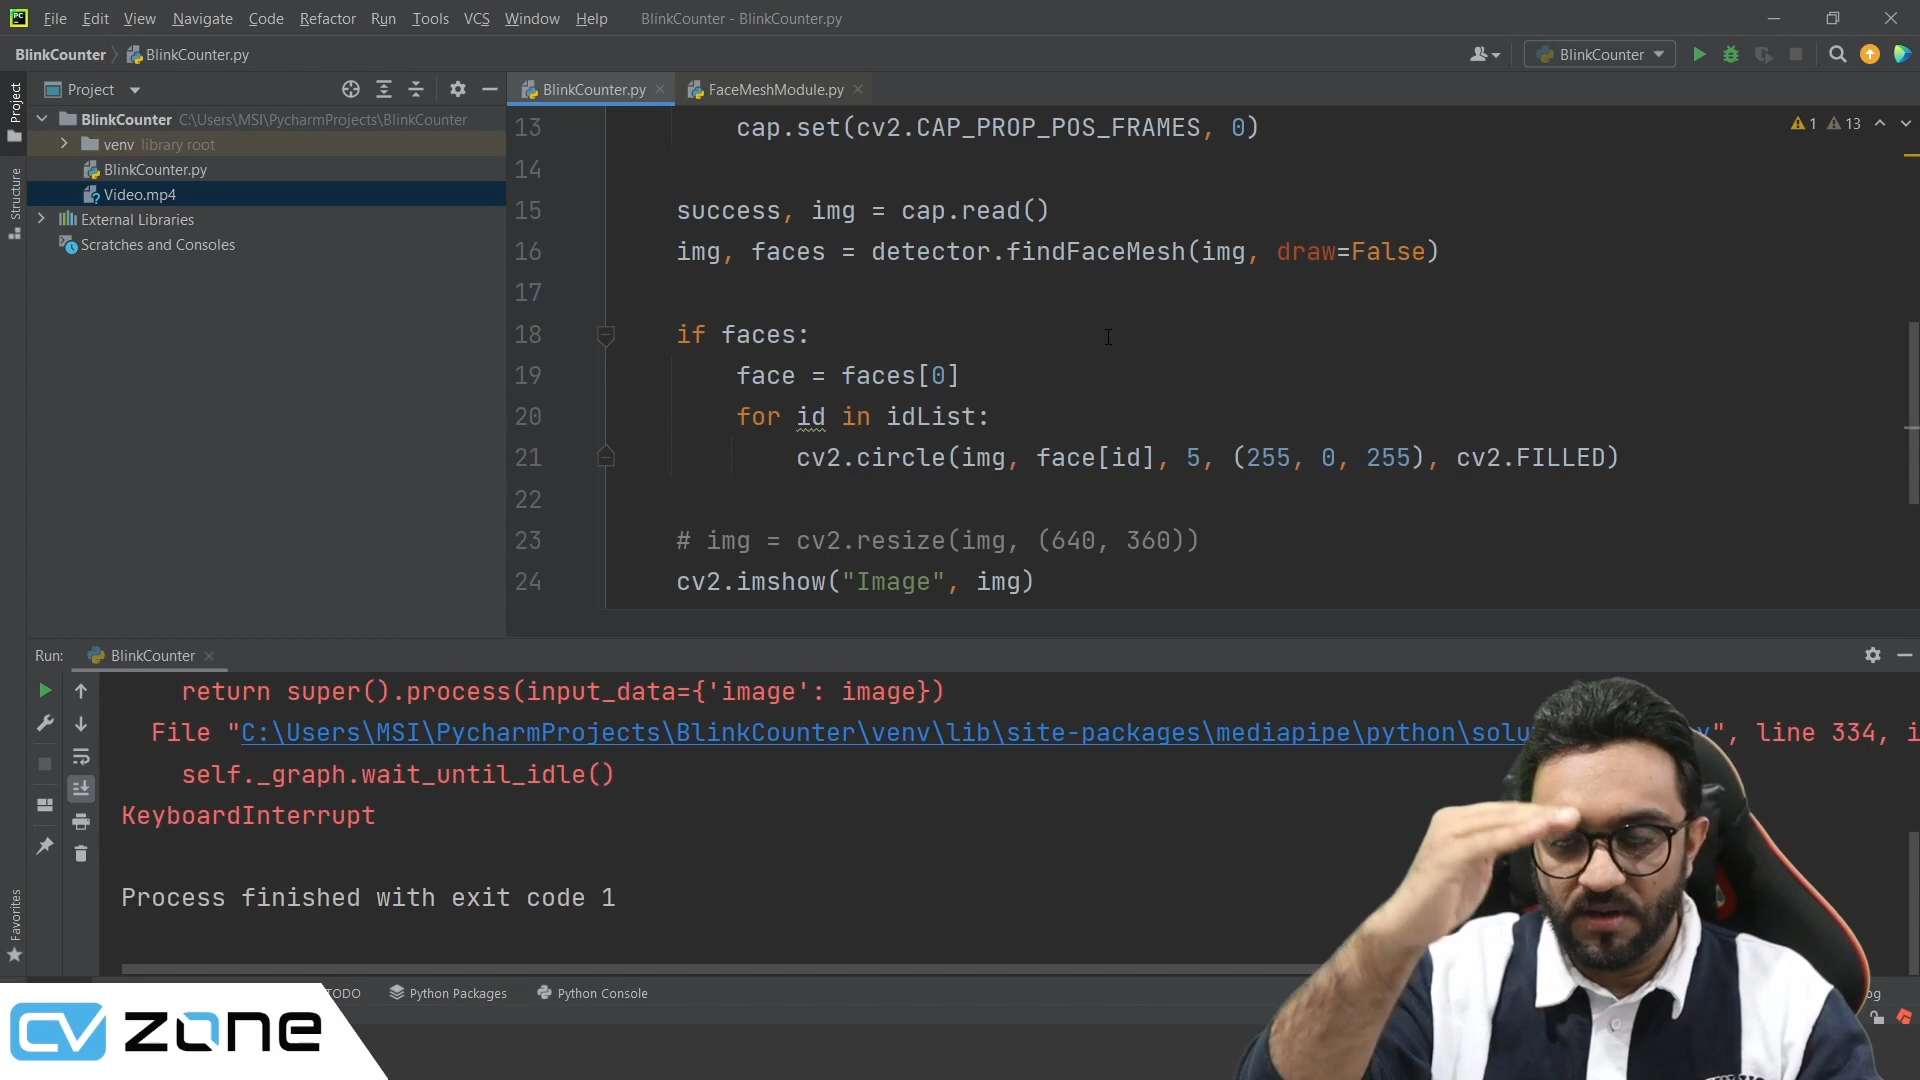 File Edit View Navigate Code Refactor Run Tools VCS Window Help BlinkCounter - BlinkCounter.py
BlinkCounter BlinkCounter.py BlinkCounter
Project
Project
Structure
Favorites
BlinkCounter C:\Users\MSI\PycharmProjects\BlinkCounter
venv library root
BlinkCounter.py
Video.mp4
External Libraries
Scratches and Consoles
BlinkCounter.py FaceMeshModule.py
1 13
13 cap.set(cv2.CAP_PROP_POS_FRAMES, 0)
14
15 success, img = cap.read()
16 img, faces = detector.findFaceMesh(img, draw=False)
17
18 if faces:
19 face = faces[0]
20 for id in idList:
21 cv2.circle(img, face[id], 5, (255, 0, 255), cv2.FILLED)
22
23 # img = cv2.resize(img, (640, 360))
24 cv2.imshow("Image", img)
Run: BlinkCounter
return super().process(input_data={'image': image})
File "C:\Users\MSI\PycharmProjects\BlinkCounter\venv\lib\site-packages\mediapipe\python\solu y", line 334, i
self._graph.wait_until_idle()
KeyboardInterrupt
Process finished with exit code 1
TODO Python Packages Python Console og
CV ZONE